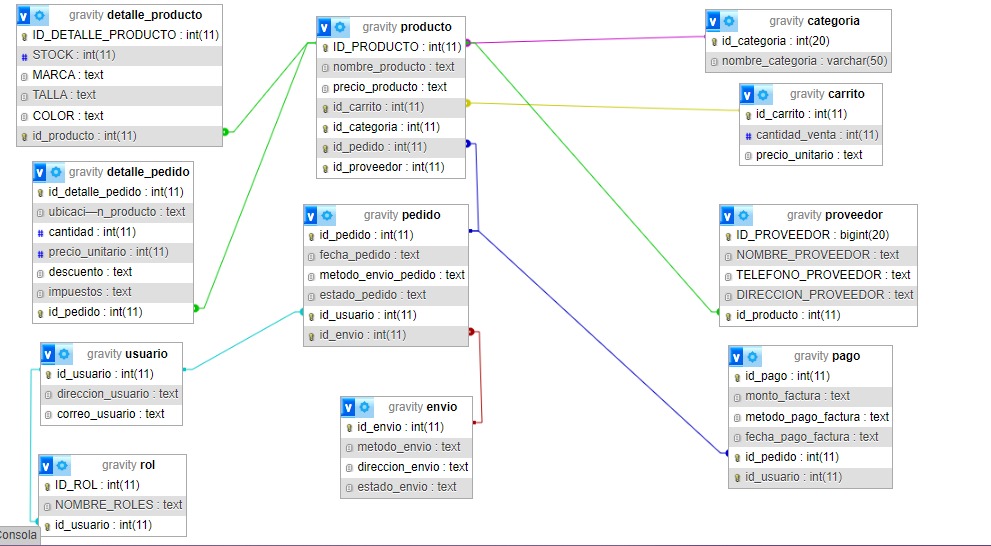 gravity detalle_producto
ID_DETALLE_PRODUCTO : int(11)
STOCK : int(11)
MARCA : text
TALLA : text
COLOR : text
id_producto : int(11)
gravity producto
ID_PRODUCTO : int(11)
nombre_producto : text
precio_producto : text
id_carrito : int(11)
id_categoria : int(11)
id_pedido : int(11)
id_proveedor : int(11)
gravity categoria
id_categoria : int(20)
nombre_categoria : varchar(50)
gravity carrito
id_carrito : int(11)
cantidad_venta : int(11)
precio_unitario : text
gravity detalle_pedido
id_detalle_pedido : int(11)
ubicaci—n_producto : text
cantidad : int(11)
precio_unitario : int(11)
descuento : text
impuestos : text
id_pedido : int(11)
gravity pedido
id_pedido : int(11)
fecha_pedido : text
metodo_envio_pedido : text
estado_pedido : text
id_usuario : int(11)
id_envio : int(11)
gravity proveedor
ID_PROVEEDOR : bigint(20)
NOMBRE_PROVEEDOR : text
TELEFONO_PROVEEDOR : text
DIRECCION_PROVEEDOR : text
id_producto : int(11)
gravity usuario
id_usuario : int(11)
direccion_usuario : text
correo_usuario : text
gravity envio
id_envio : int(11)
metodo_envio : text
direccion_envio : text
estado_envio : text
gravity pago
id_pago : int(11)
monto_factura : text
metodo_pago_factura : text
fecha_pago_factura : text
id_pedido : int(11)
id_usuario : int(11)
gravity rol
ID_ROL : int(11)
NOMBRE_ROLES : text
id_usuario : int(11)
Consola